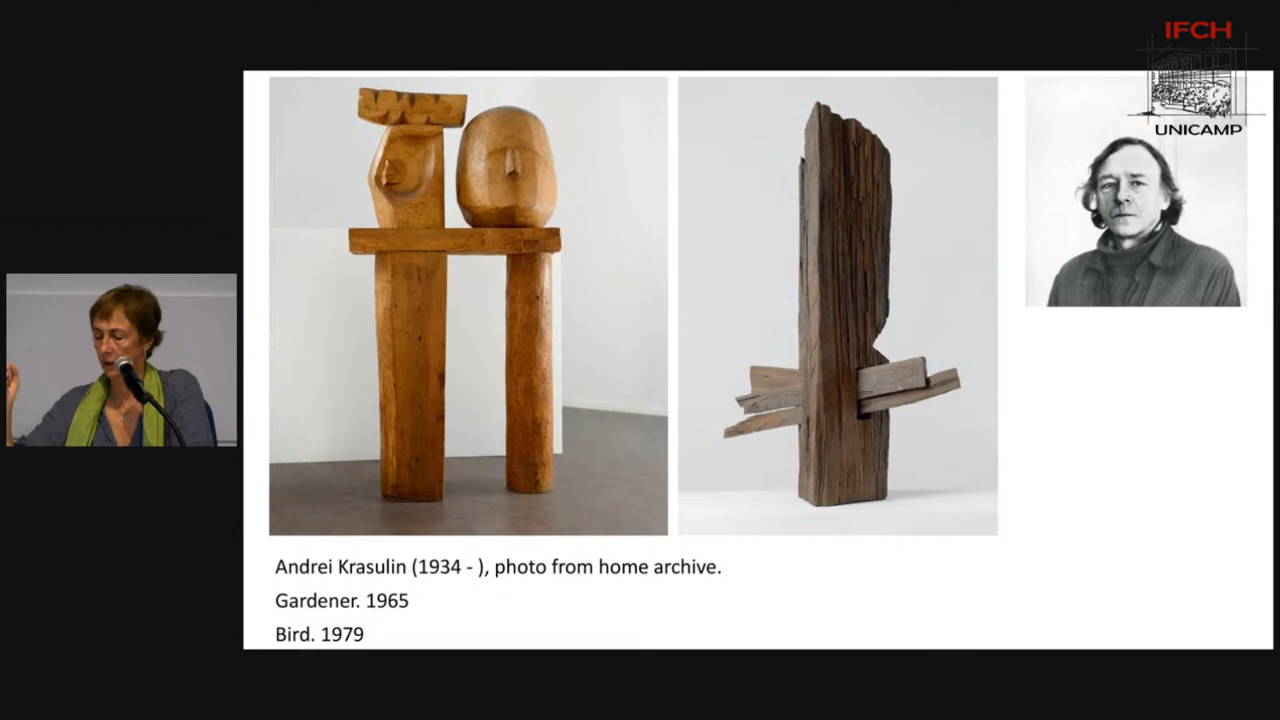 IFCH
UNICAMP
Andrei Krasulin (1934 - ), photo from home archive.
Gardener. 1965
Bird. 1979